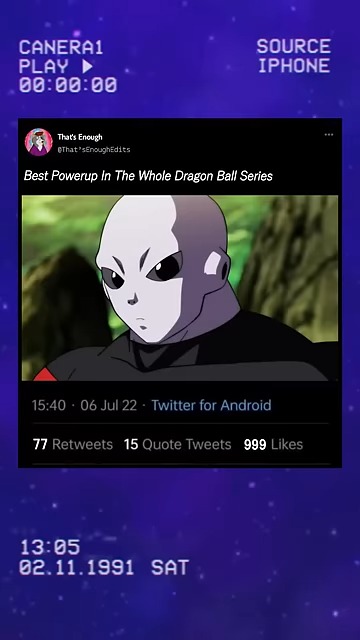 CANERA1
PLAY ▶
00:00:00
SOURCE
IPHONE
That's Enough
@That'sEnoughEdits
Best Powerup In The Whole Dragon Ball Series
15:40 · 06 Jul 22 · Twitter for Android
77 Retweets 15 Quote Tweets 999 Likes
13:05
02.11.1991 SAT